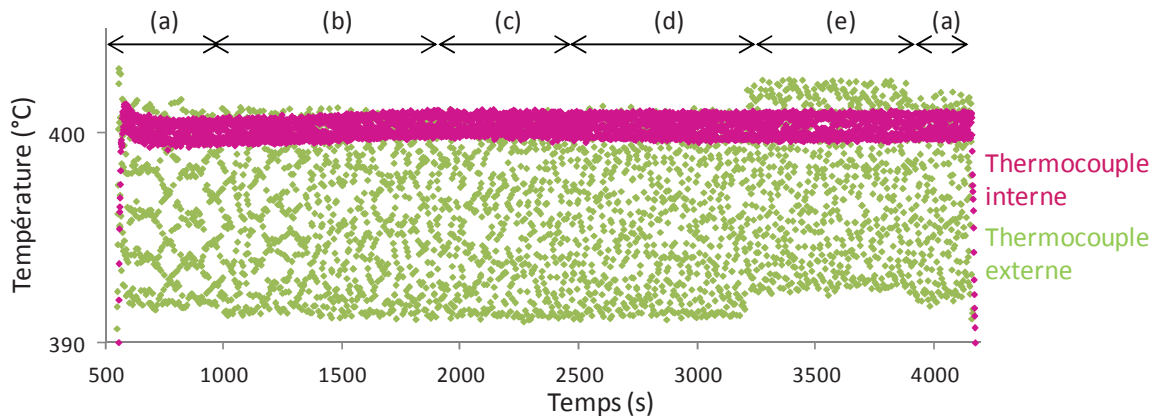 (a) (b) (c) (d) (e) (a)
Température (°C)
400
390
500 1000 1500 2000 2500 3000 3500 4000
Temps (s)
Thermocouple
interne
Thermocouple
externe